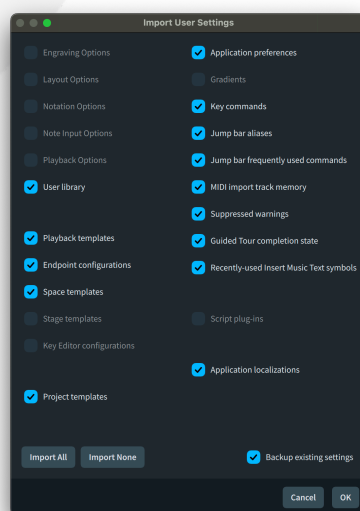 Import User Settings
Engraving Options
Application preferences
Layout Options
Gradients
Notation Options
Key commands
Note Input Options
Jump bar aliases
Playback Options
Jump bar frequently used commands
User library
MIDI import track memory
Suppressed warnings
Playback templates
Guided Tour completion state
Endpoint configurations
Recently-used Insert Music Text symbols
Space templates
Stage templates
Script plug-ins
Key Editor configurations
Application localizations
Project templates
Import All
Import None
Backup existing settings
Cancel
OK